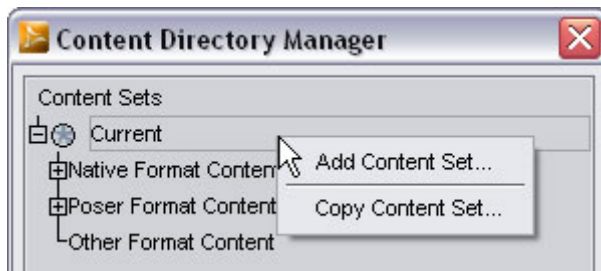 Content Directory Manager
Content Sets
Current
Add Content Set...
Native Format Conten
Copy Content Set...
Poser Format Content
Other Format Content